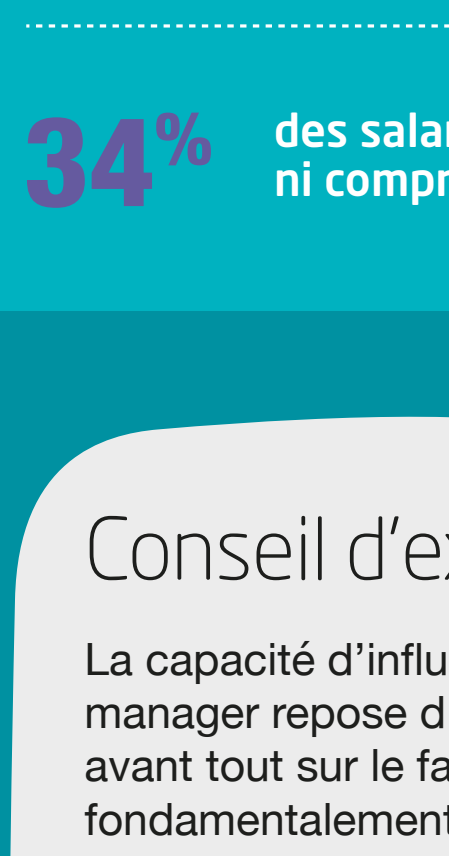 34%
des salar
ni compr
Conseil d'ex
La capacité d'influ
manager repose d
avant tout sur le fa
fondamentalement